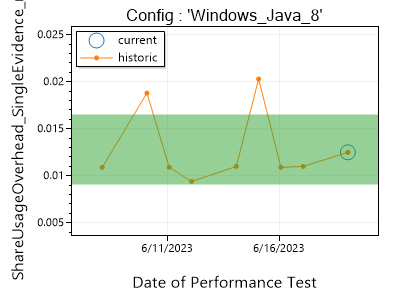 Config : 'Windows_Java_8'
current
historic
0.025
0.02
0.015
0.01
0.005
ShareUsageOverhead_SingleEvidence_
6/11/2023
6/16/2023
Date of Performance Test